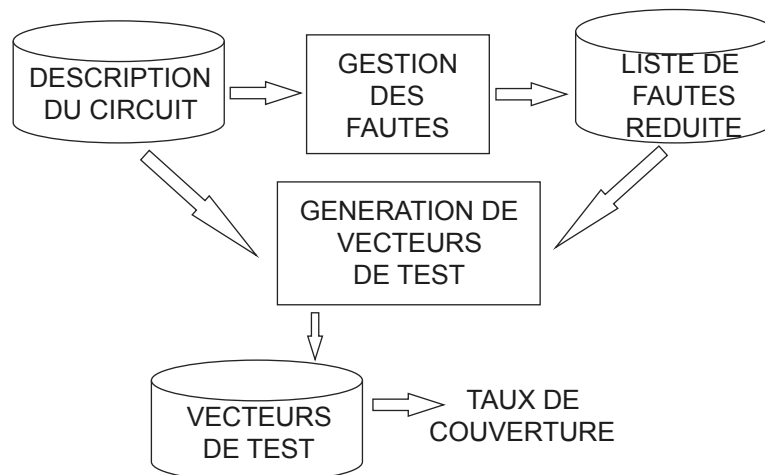 DESCRIPTION
DU CIRCUIT
GESTION
DES
FAUTES
LISTE DE
FAUTES
REDUITE
GENERATION DE
VECTEURS
DE TEST
VECTEURS
DE TEST
TAUX DE
COUVERTURE